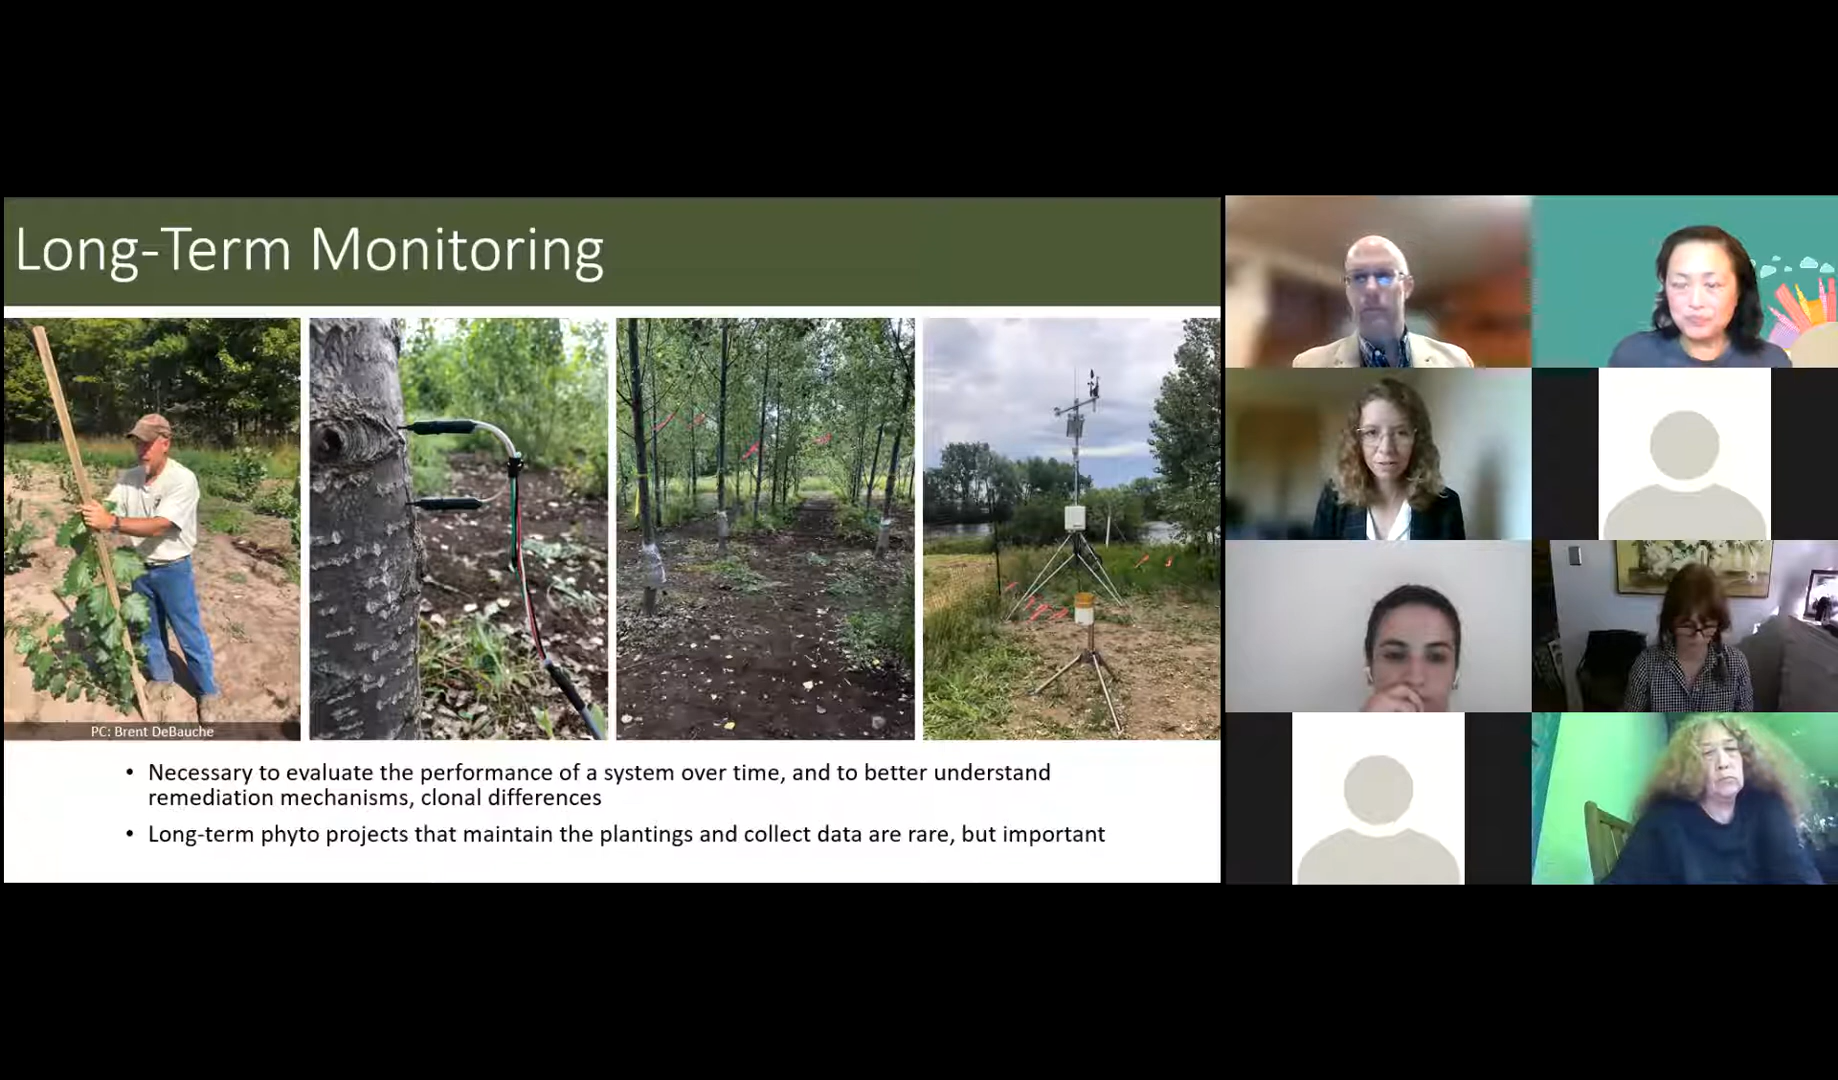 Long-Term Monitoring
PC: Brent DeBauche
• Necessary to evaluate the performance of a system over time, and to better understand
remediation mechanisms, clonal differences
• Long-term phyto projects that maintain the plantings and collect data are rare, but important